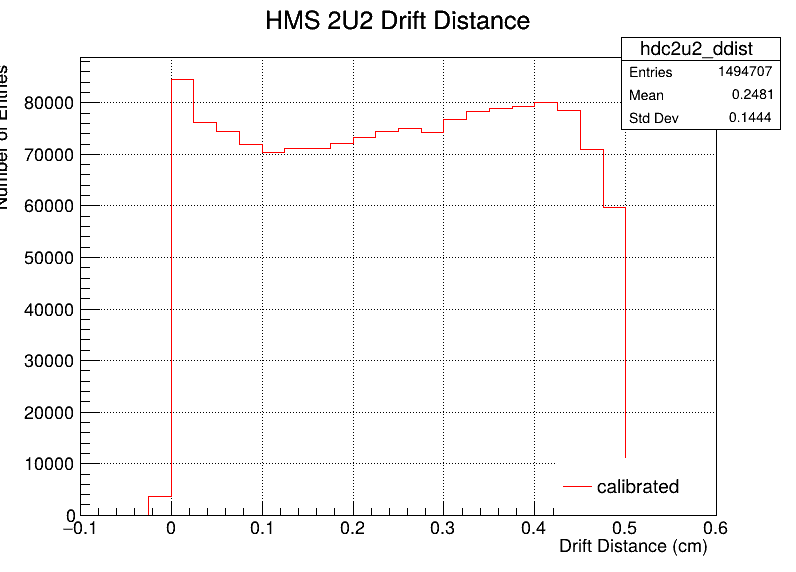 HMS 2U2 Drift Distance
hdc2u2_ddist
Entries 1494707
Mean 0.2481
Std Dev 0.1444
Number of Entries
80000
70000
60000
50000
40000
30000
20000
10000
0
calibrated
−0.1 0 0.1 0.2 0.3 0.4 0.5 0.6
Drift Distance (cm)